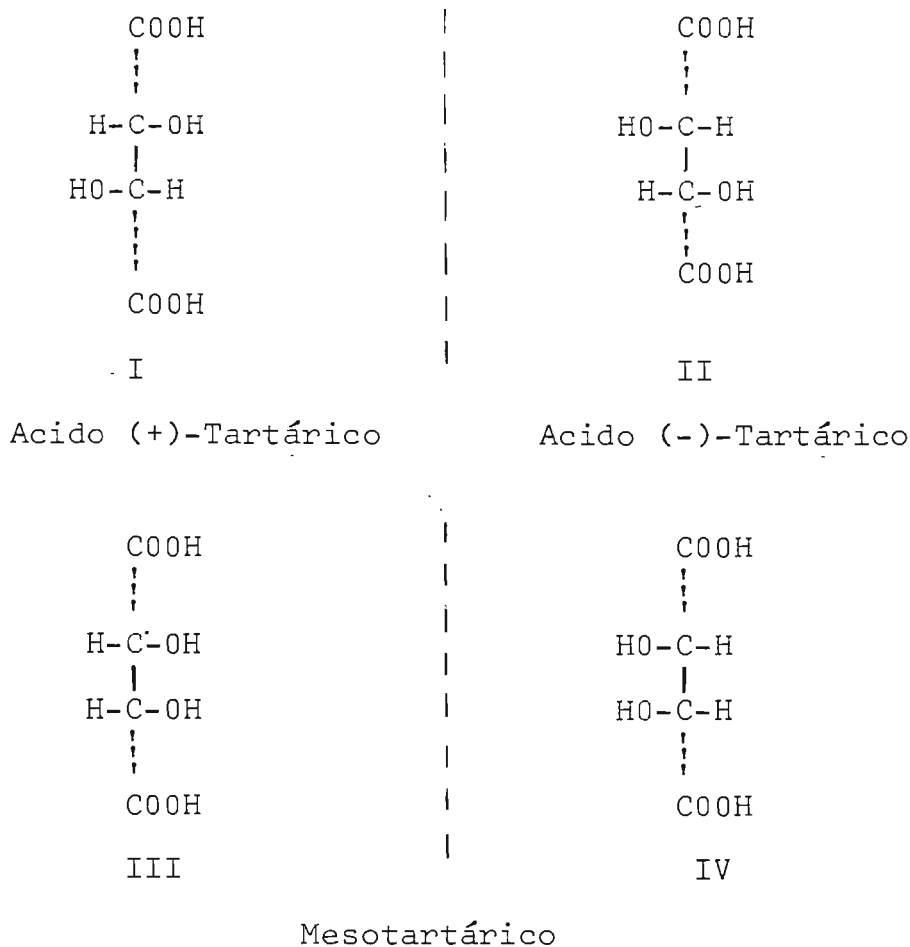 COOH COOH
H-C-OH HO-C-H
HO-C-H H-C-OH
COOH COOH
I II
Acido (+)-Tartárico Acido (-)-Tartárico
COOH COOH
H-C-OH HO-C-H
H-C-OH HO-C-H
COOH COOH
III IV
Mesotartárico